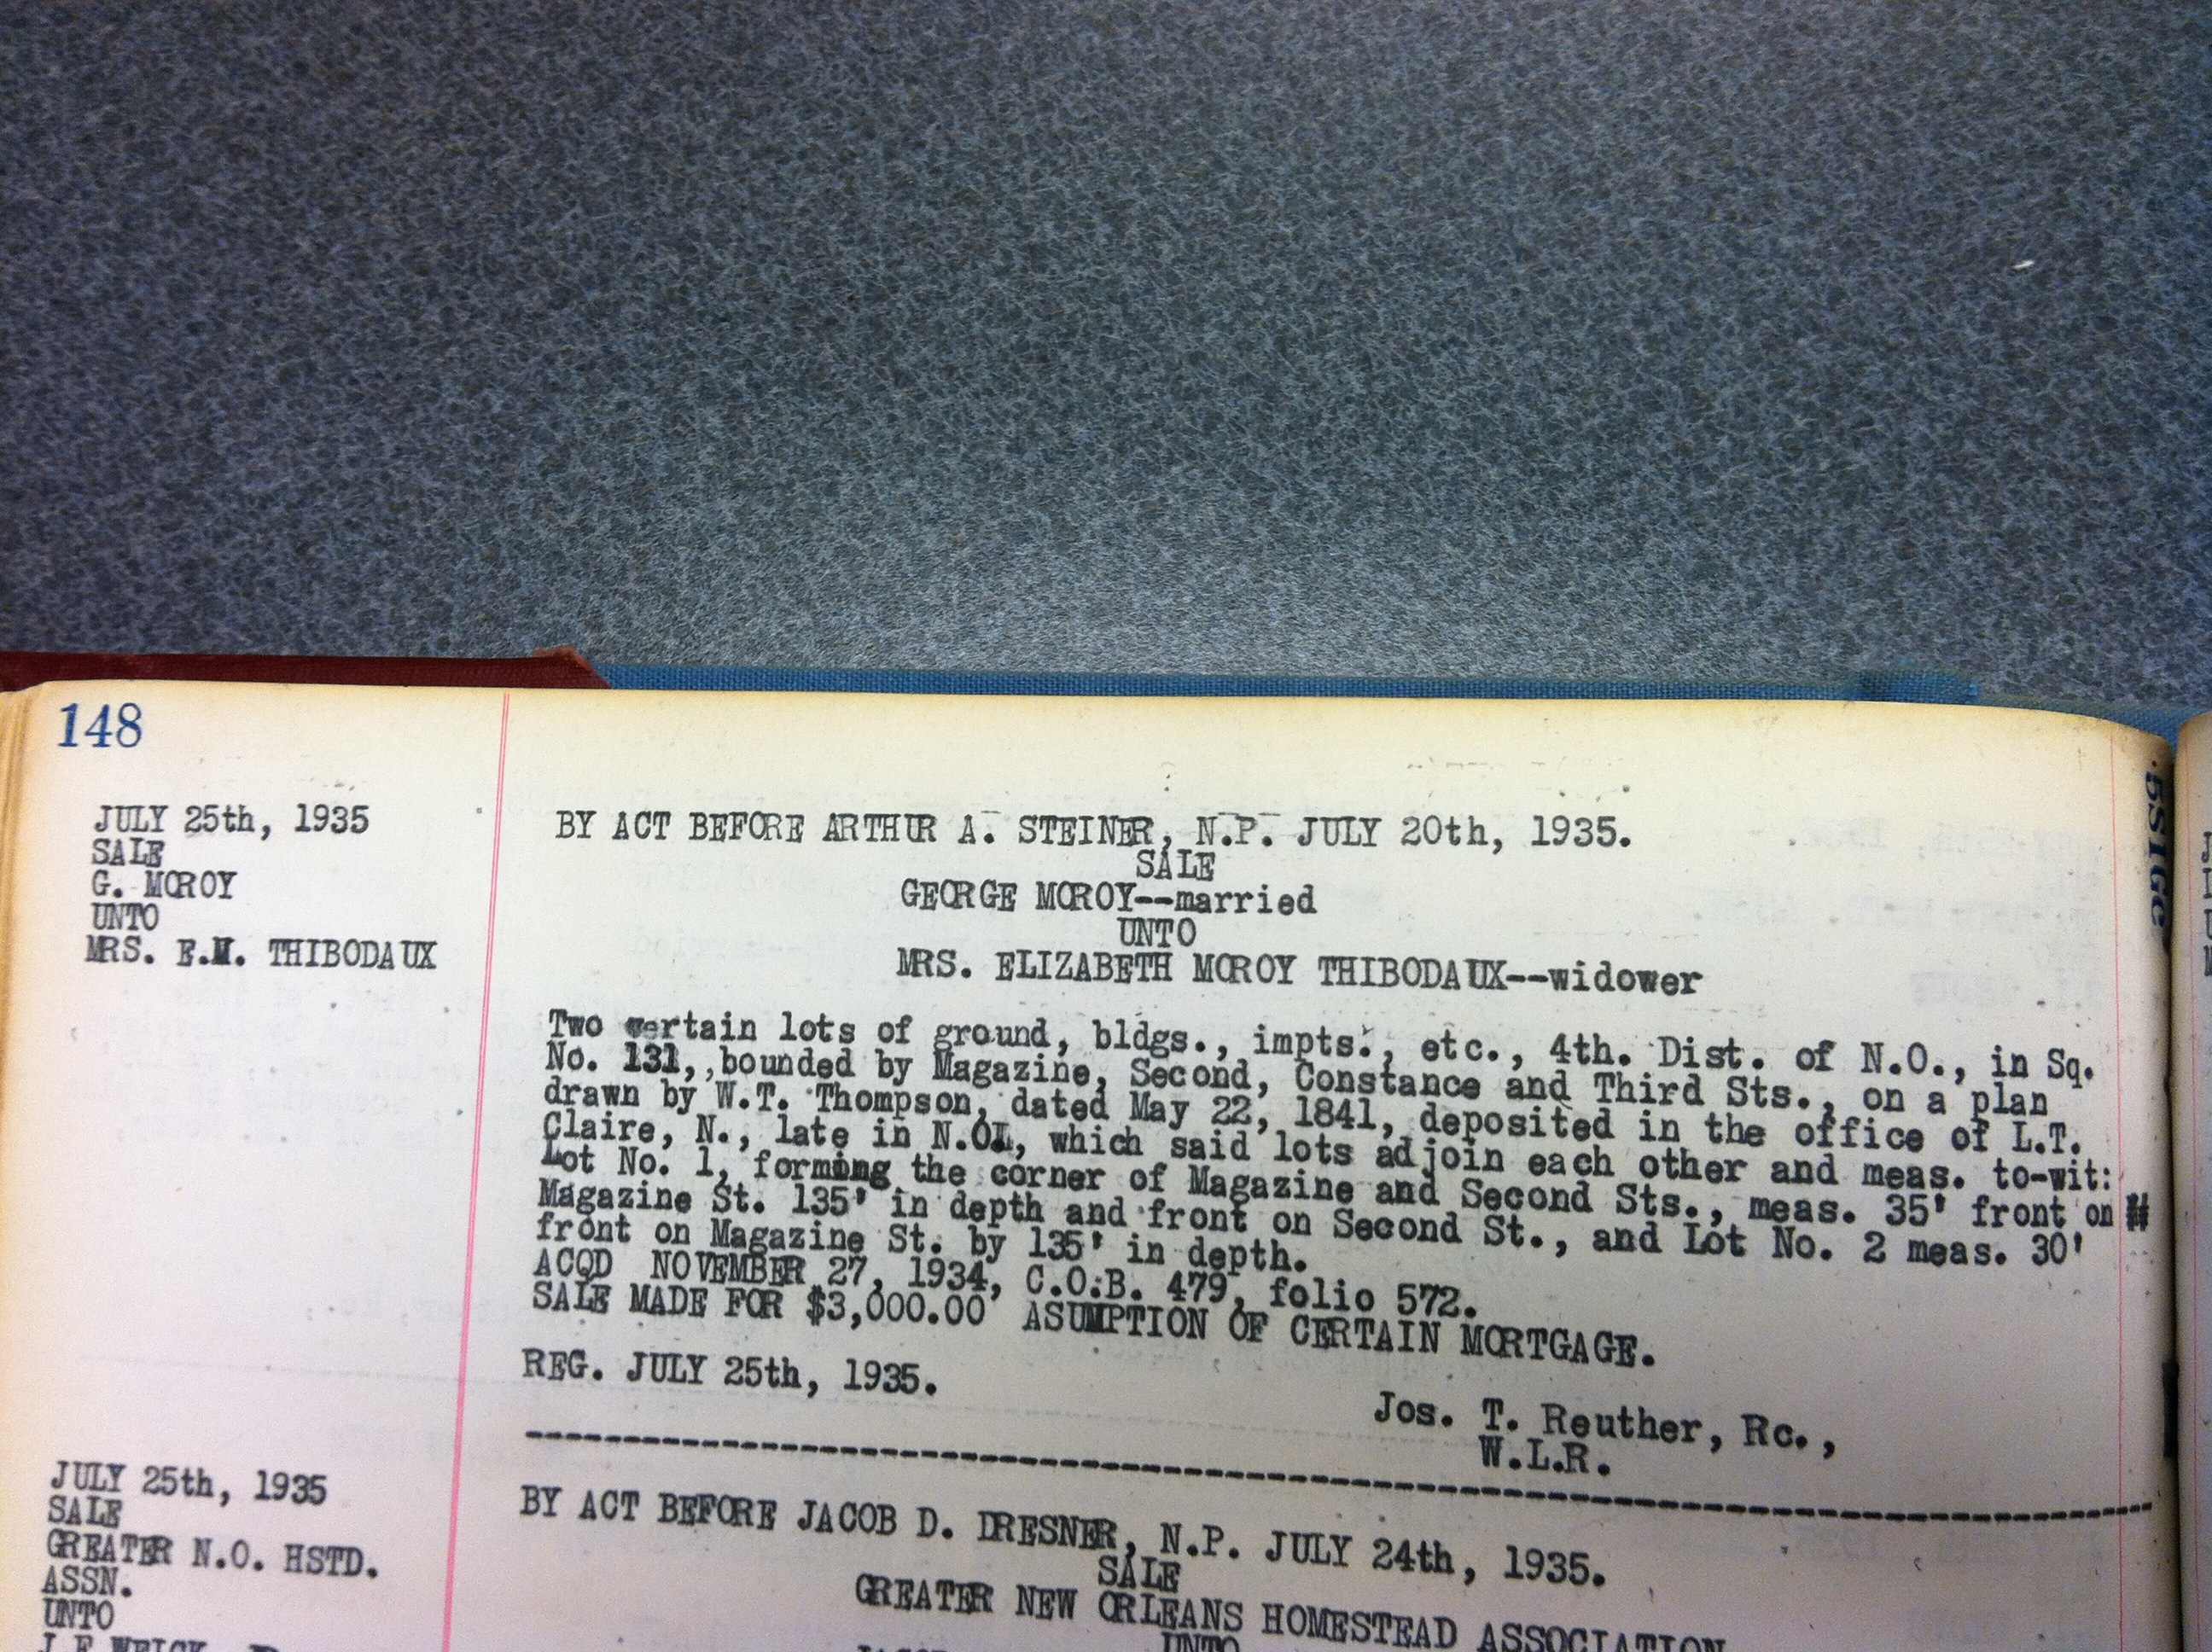 148
JULY 25th, 1935
SALE
G. MOROY
UNTO
MRS. E.M. THIBODAUX
BY ACT BEFORE ARTHUR A. STEINER, N.P. JULY 20th, 1935.
SALE
GEORGE MOROY--married
UNTO
MRS. ELIZABETH MOROY THIBODAUX--widower
Two certain lots of ground, bldgs., impts., etc., 4th. Dist. of N.O., in Sq.
No. 131,,bounded by Magazine, Second, Constance and Third Sts., on a plan
drawn by W.T. Thompson, dated May 22, 1841, deposited in the office of L.T.
Claire, N., late in N.O., which said lots adjoin each other and meas. to-wit:
Lot No. 1, forming the corner of Magazine and Second Sts., meas. 35' front on
Magazine St. 135' in depth and front on Second St., and Lot No. 2 meas. 30'
front on Magazine St. by 135' in depth.
ACQD NOVEMBER 27, 1934, C.O.B. 479, folio 572.
SALE MADE FOR $3,000.00 ASUMPTION OF CERTAIN MORTGAGE.
REG. JULY 25th, 1935.
Jos. T. Reuther, Rc.,
W.L.R.
JULY 25th, 1935
SALE
GREATER N.O. HSTD.
ASSN.
UNTO
BY ACT BEFORE JACOB D. DRESNER, N.P. JULY 24th, 1935.
SALE
GREATER NEW ORLEANS HOMESTEAD ASSOCIATION
UNTO